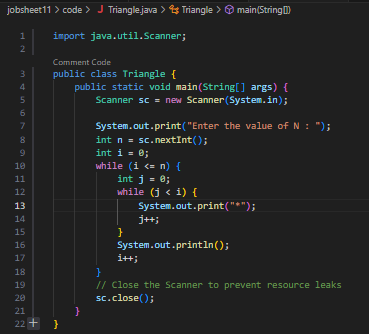 jobsheet11 > code > J Triangle.java > Triangle > main(String[])
1 import java.util.Scanner;
2
Comment Code
3 public class Triangle {
4 public static void main(String[] args) {
5 Scanner sc = new Scanner(System.in);
6
7 System.out.print("Enter the value of N : ");
8 int n = sc.nextInt();
9 int i = 0;
10 while (i <= n) {
11 int j = 0;
12 while (j < i) {
13 System.out.print("*");
14 j++;
15 }
16 System.out.println();
17 i++;
18 }
19 // Close the Scanner to prevent resource leaks
20 sc.close();
21 }
22 + }